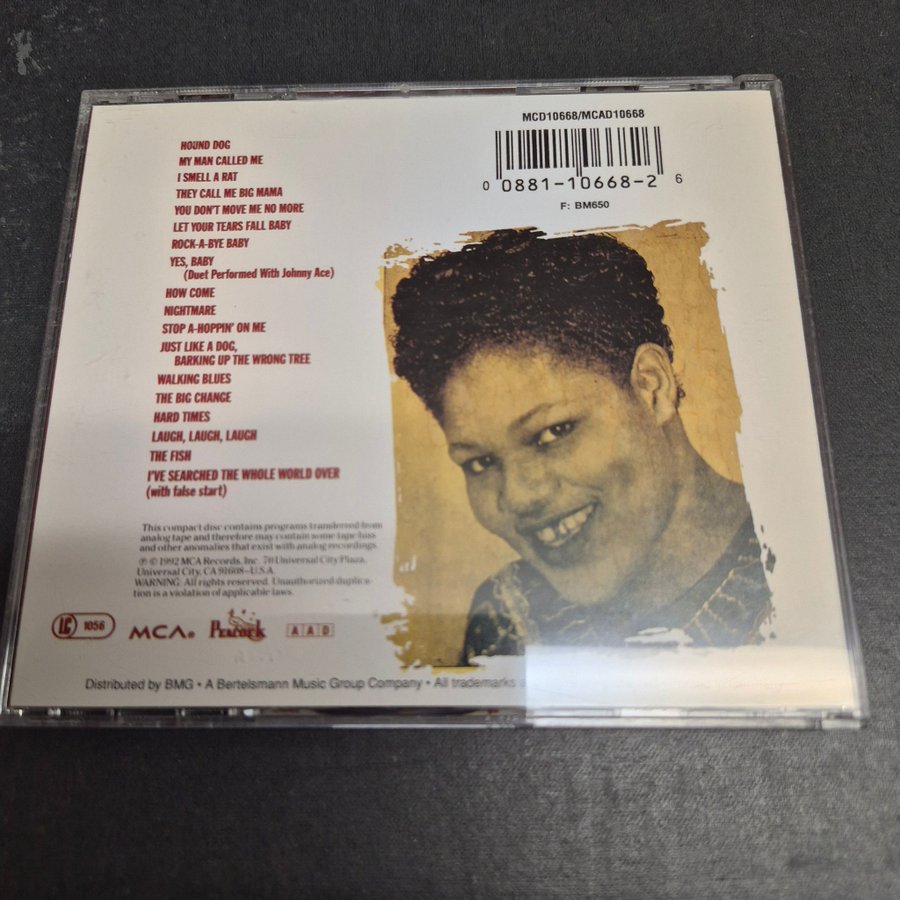 HOUND DOG
MY MAN CALLED ME
I SMELL A RAT
THEY CALL ME BIG MAMA
YOU DON'T MOVE ME NO MORE
LET YOUR TEARS FALL BABY
ROCK-A-BYE BABY
YES, BABY
(Duet Performed With Johnny Ace)
HOW COME
NIGHTMARE
STOP A-HOPPIN' ON ME
JUST LIKE A DOG,
BARKING UP THE WRONG TREE
WALKING BLUES
THE BIG CHANGE
HARD TIMES
LAUGH, LAUGH, LAUGH
THE FISH
I'VE SEARCHED THE WHOLE WORLD OVER
(with false start)
This compact disc contains programs transferred from
analog tape and therefore may contain some tape hiss
and other anomalies that exist with analog recordings.
℗ © 1992 MCA Records, Inc. 70 Universal City Plaza,
Universal City, CA 91608–U.S.A.
WARNING: All rights reserved. Unauthorized duplica-
tion is a violation of applicable laws.
LC 1056
MCA®
Peacock
AAD
Distributed by BMG • A Bertelsmann Music Group Company • All trademarks
MCD10668/MCAD10668
0 0881-10668-2 6
F: BM650